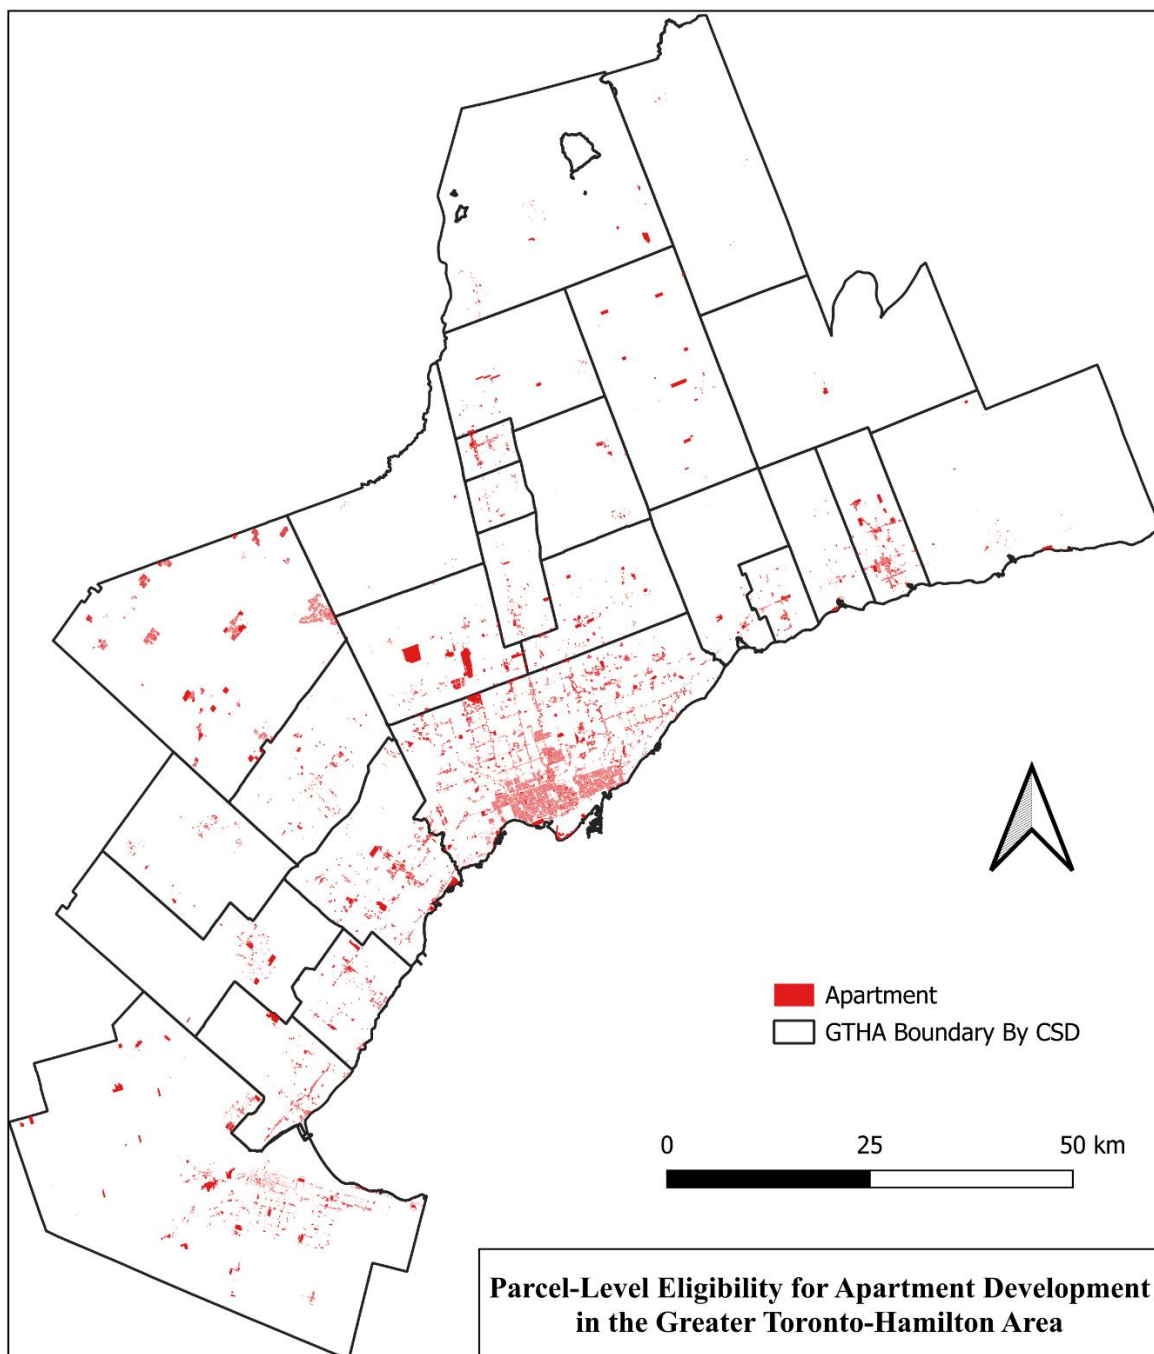 Apartment
GTHA Boundary By CSD
0 25 50 km
Parcel-Level Eligibility for Apartment Development
in the Greater Toronto-Hamilton Area